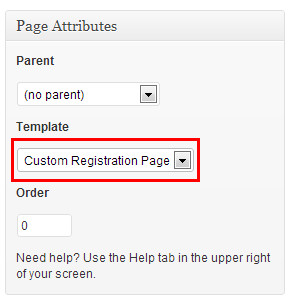 Page Attributes
Parent
(no parent)
Template
Custom Registration Page
Order
0
Need help? Use the Help tab in the upper right
of your screen.